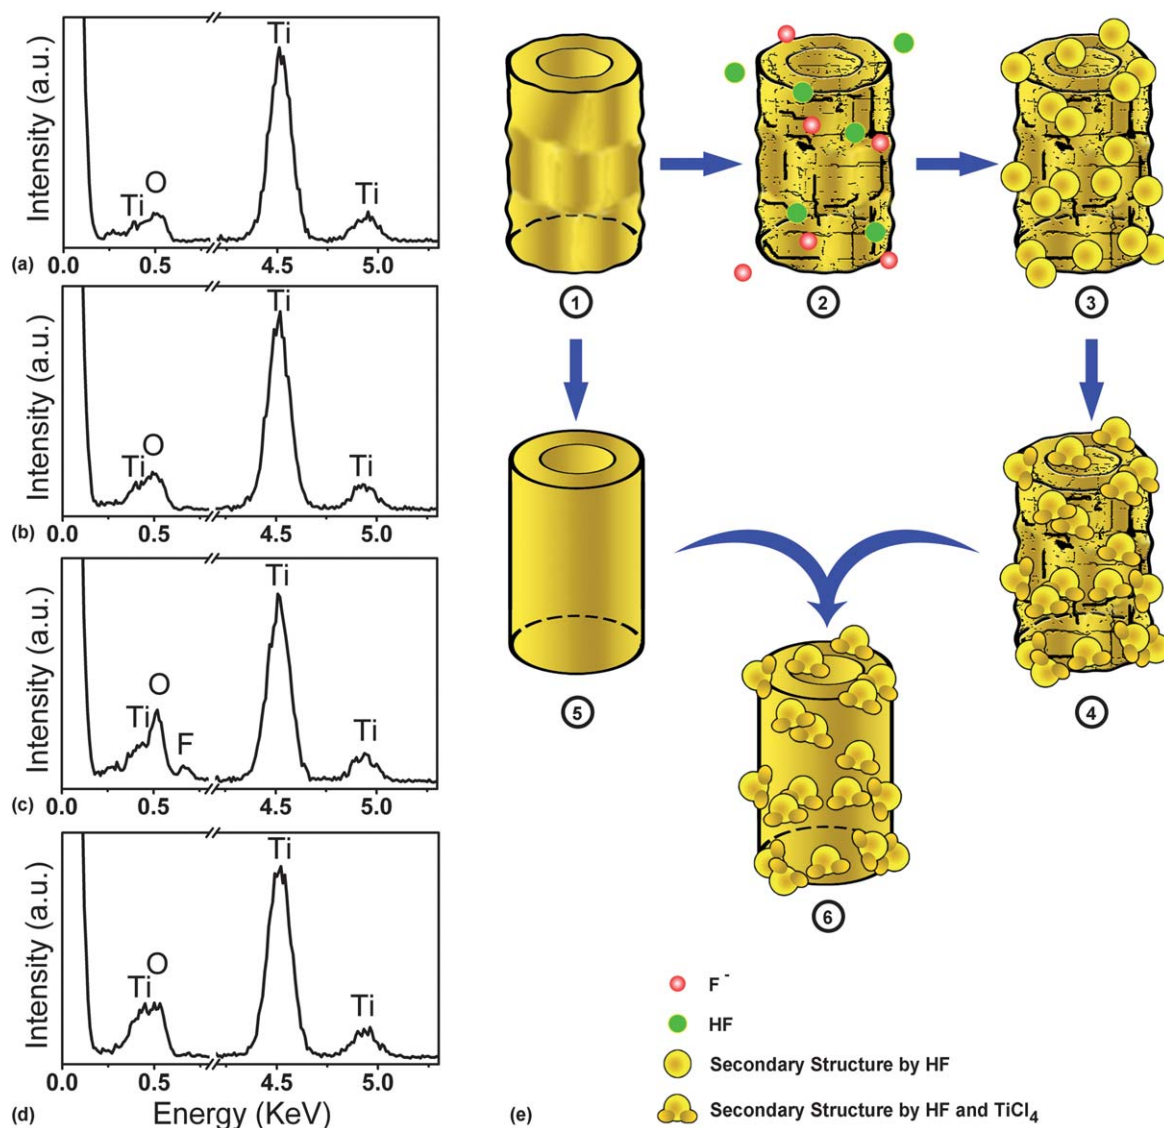 Intensity (a.u.)
Ti
Ti
O
Ti
(a)
0.0
0.5
4.5
5.0
Intensity (a.u.)
Ti
Ti
O
Ti
(b)
0.0
0.5
4.5
5.0
Intensity (a.u.)
Ti
Ti
O
F
Ti
(c)
0.0
0.5
4.5
5.0
Intensity (a.u.)
Ti
Ti
O
Ti
0.0
0.5
4.5
5.0
(d)
Energy (KeV)
1
2
3
5
4
6
F-
HF
Secondary Structure by HF
Secondary Structure by HF and TiCl4
(e)